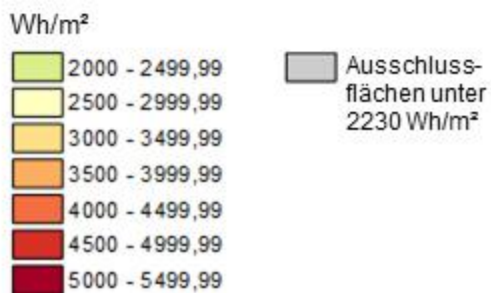 Wh/m²
2000 - 2499,99
2500 - 2999,99
3000 - 3499,99
3500 - 3999,99
4000 - 4499,99
4500 - 4999,99
5000 - 5499,99
Ausschluss-
flächen unter
2230 Wh/m²